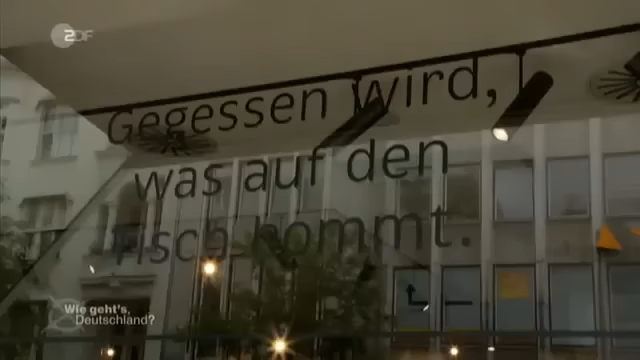 ZDF
Gegessen wird,
was auf den
Tisch kommt.
Wie geht's,
Deutschland?